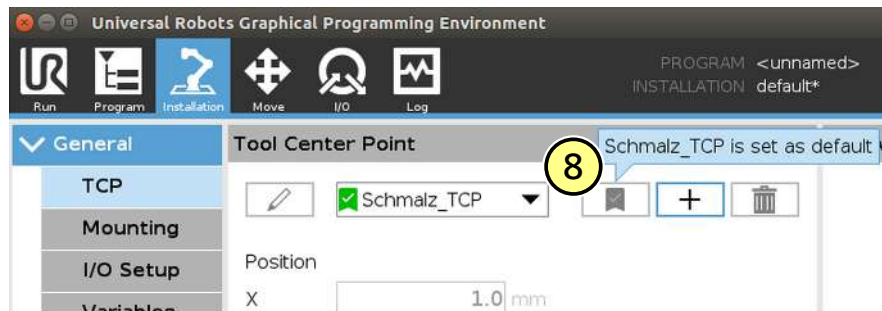 Universal Robots Graphical Programming Environment
PROGRAM <unnamed>
INSTALLATION default*
Run Program Installation Move I/O Log
General
Tool Center Point
8
Schmalz_TCP is set as default
TCP
Schmalz_TCP
Mounting
I/O Setup
Position
Variables
X 1.0 mm